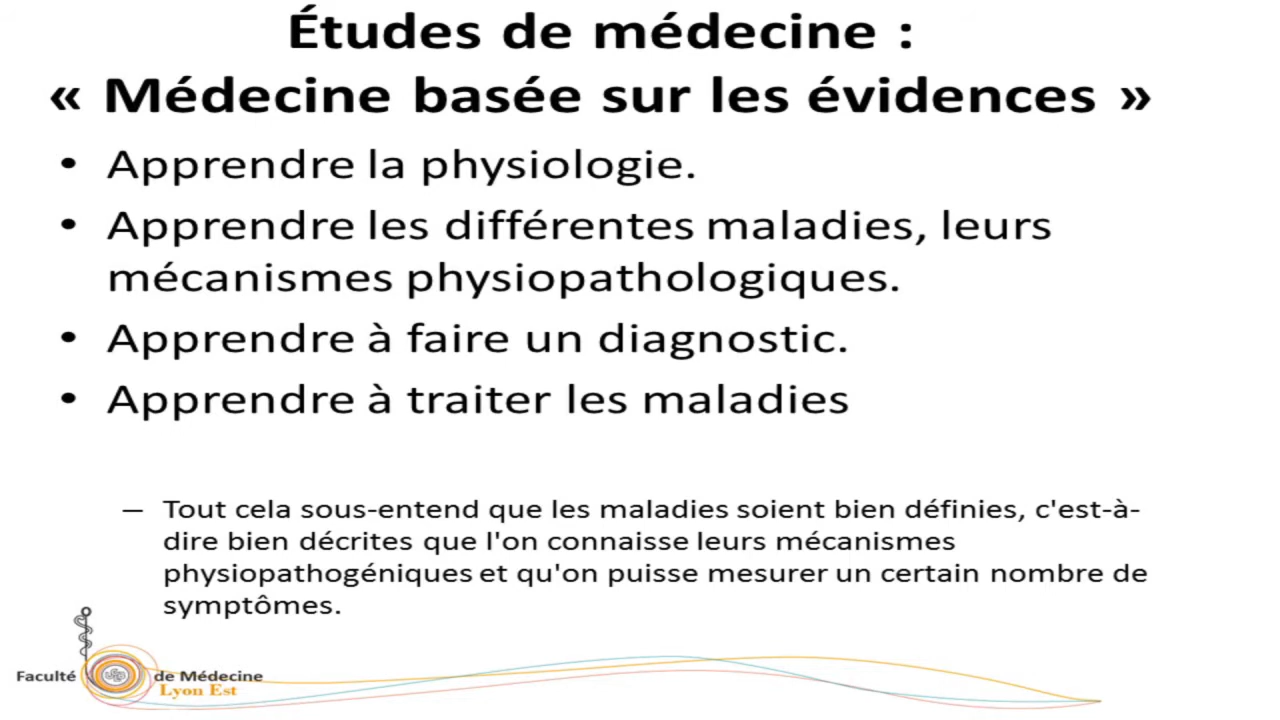 Études de médecine :
« Médecine basée sur les évidences »
• Apprendre la physiologie.
• Apprendre les différentes maladies, leurs
mécanismes physiopathologiques.
• Apprendre à faire un diagnostic.
• Apprendre à traiter les maladies
– Tout cela sous-entend que les maladies soient bien définies, c'est-à-
dire bien décrites que l'on connaisse leurs mécanismes
physiopathogéniques et qu'on puisse mesurer un certain nombre de
symptômes.
Faculté de Médecine
Lyon Est